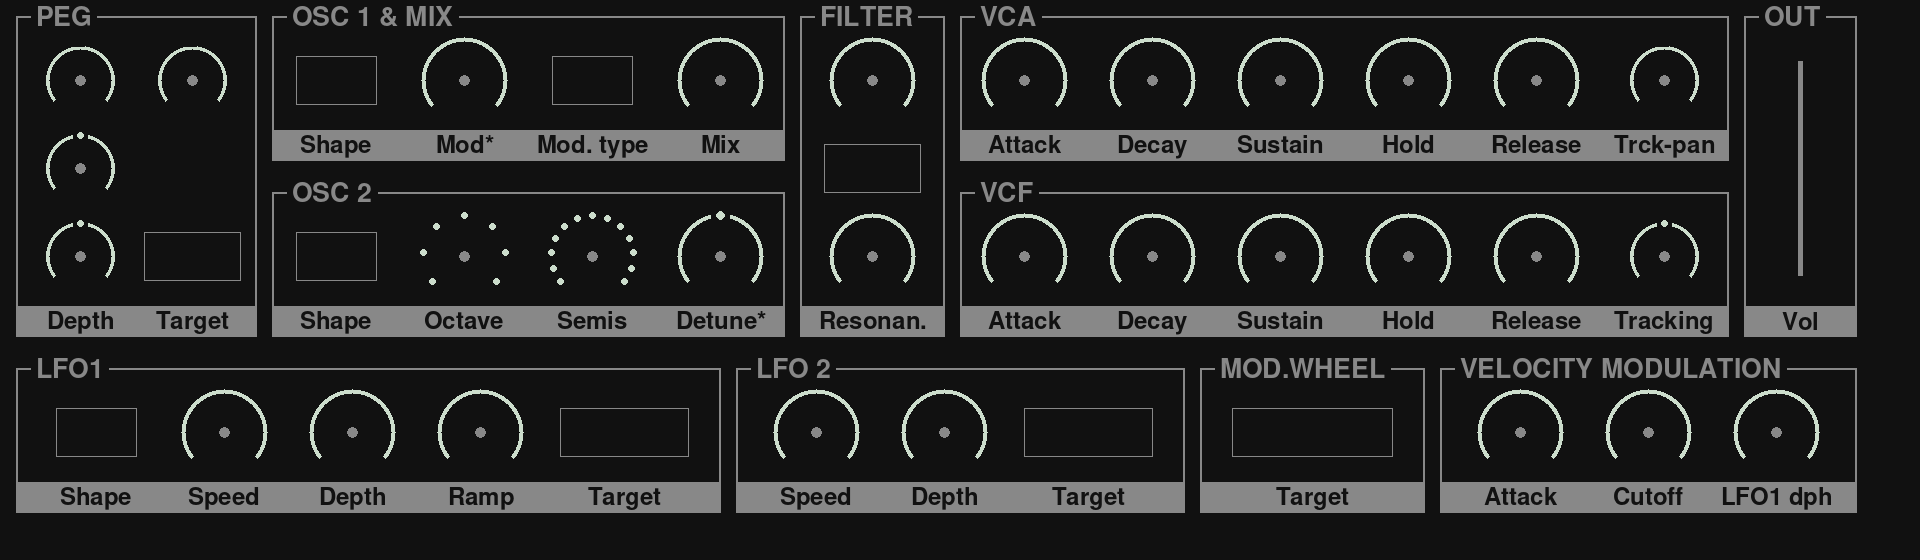 PEG
OSC 1 & MIX
FILTER
VCA
OUT
Shape Mod* Mod. type Mix
Attack Decay Sustain Hold Release Trck-pan
OSC 2
VCF
Depth Target
Shape Octave Semis Detune*
Resonan.
Attack Decay Sustain Hold Release Tracking
Vol
LFO1
LFO 2
MOD.WHEEL
VELOCITY MODULATION
Shape Speed Depth Ramp Target
Speed Depth Target
Target
Attack Cutoff LFO1 dph